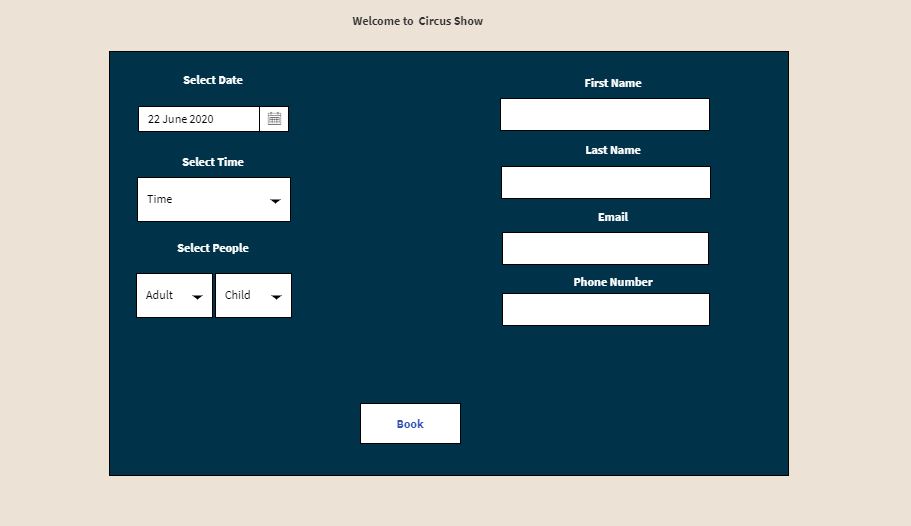 Welcome to  Circus Show
Select Date
22 June 2020
Select Time
Time
Select People
Adult
Child
First Name
Last Name
Email
Phone Number
Book